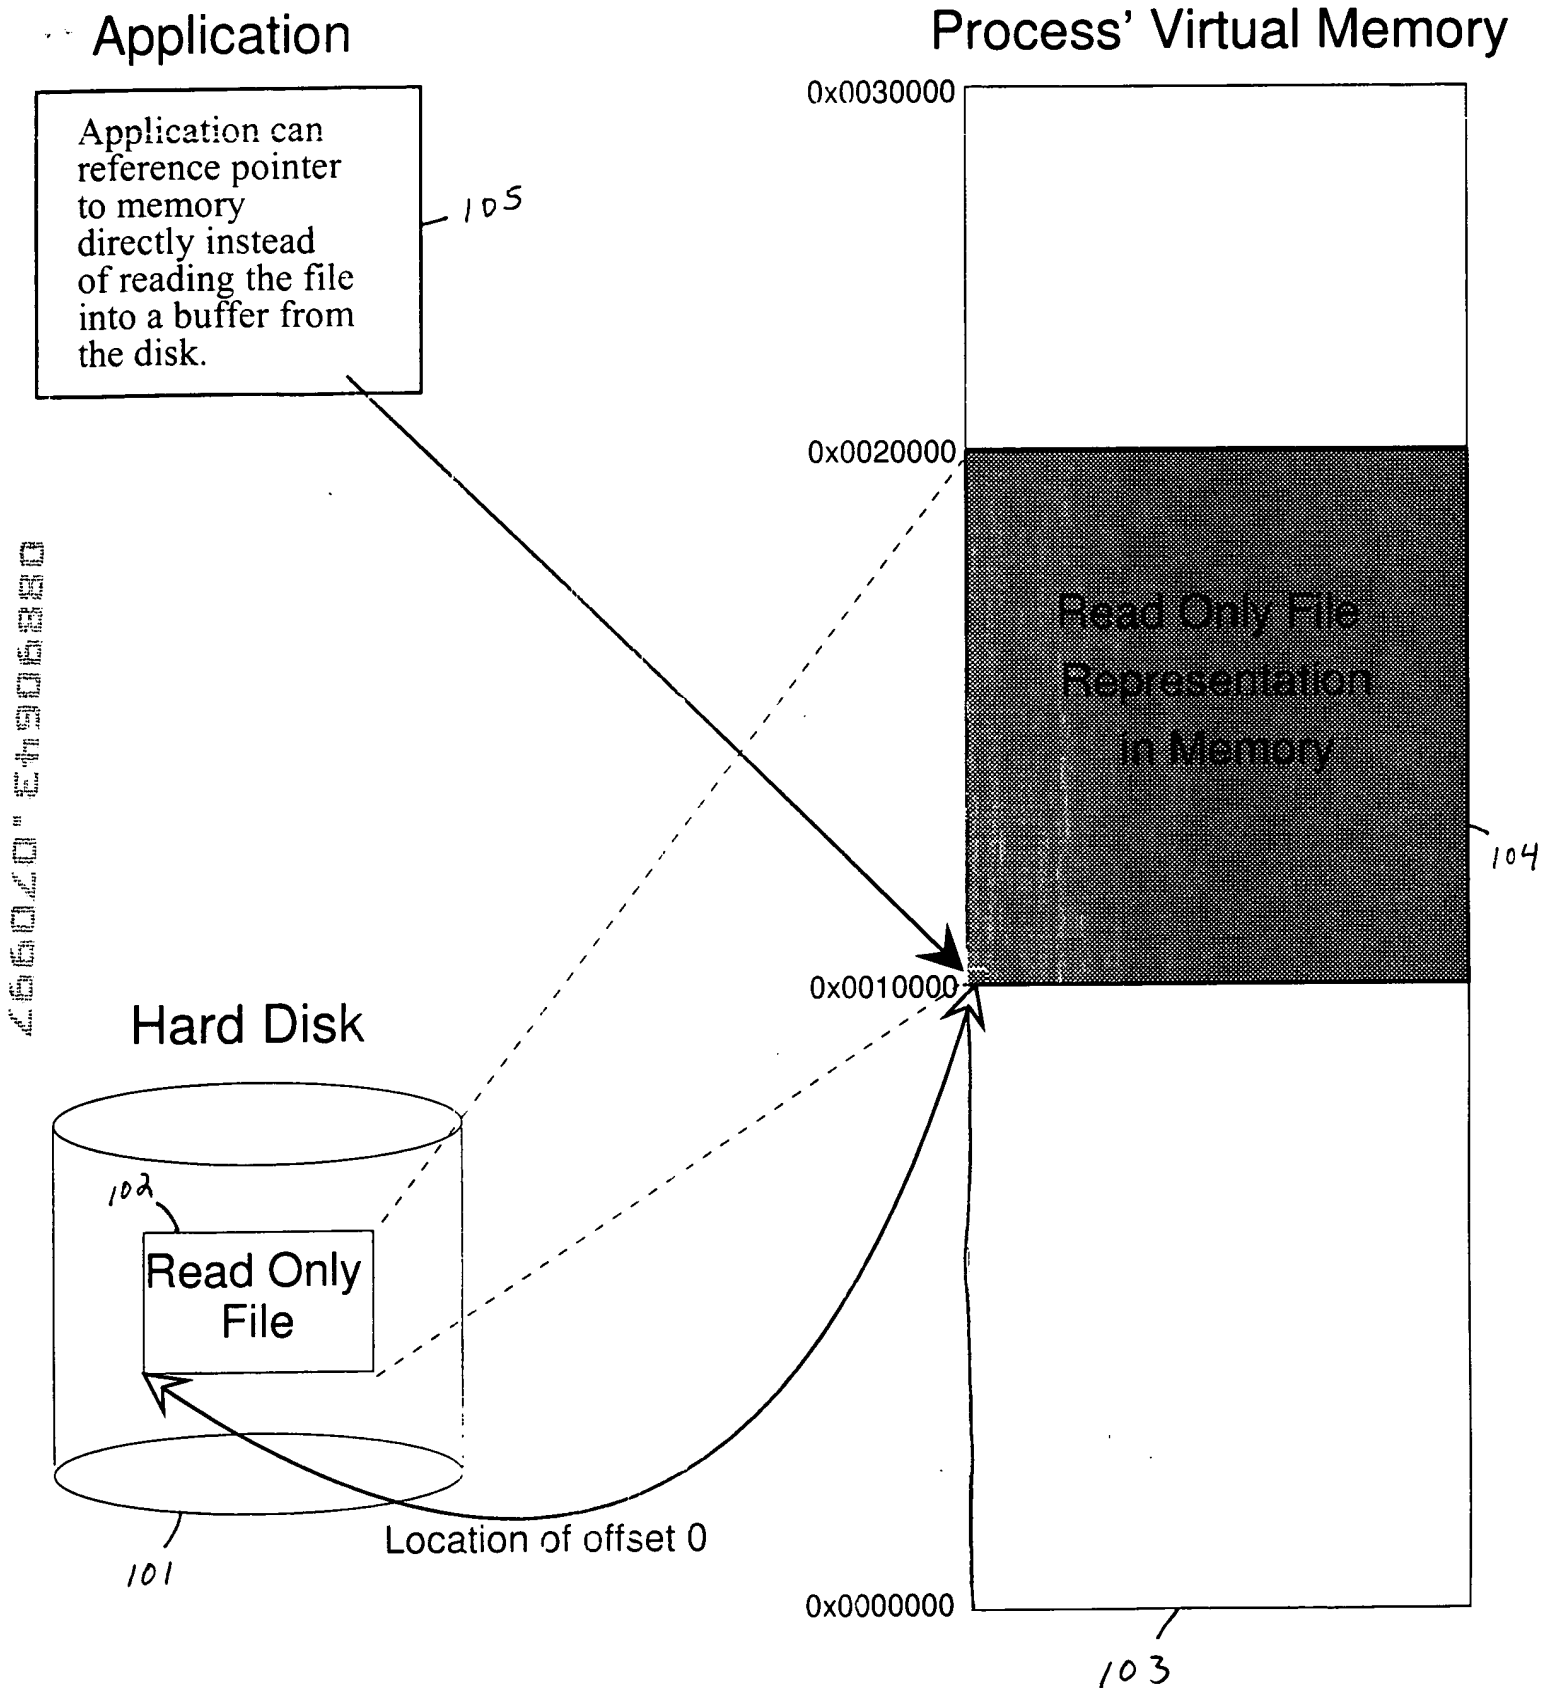 Application
Process’ Virtual Memory
0x0030000
Application can
reference pointer
to memory
directly instead
of reading the file
into a buffer from
the disk.
105
0x0020000
Read Only File
Representation
in Memory
104
0x0010000
08890643.070997
Hard Disk
102
Read Only
File
Location of offset 0
101
0x0000000
103